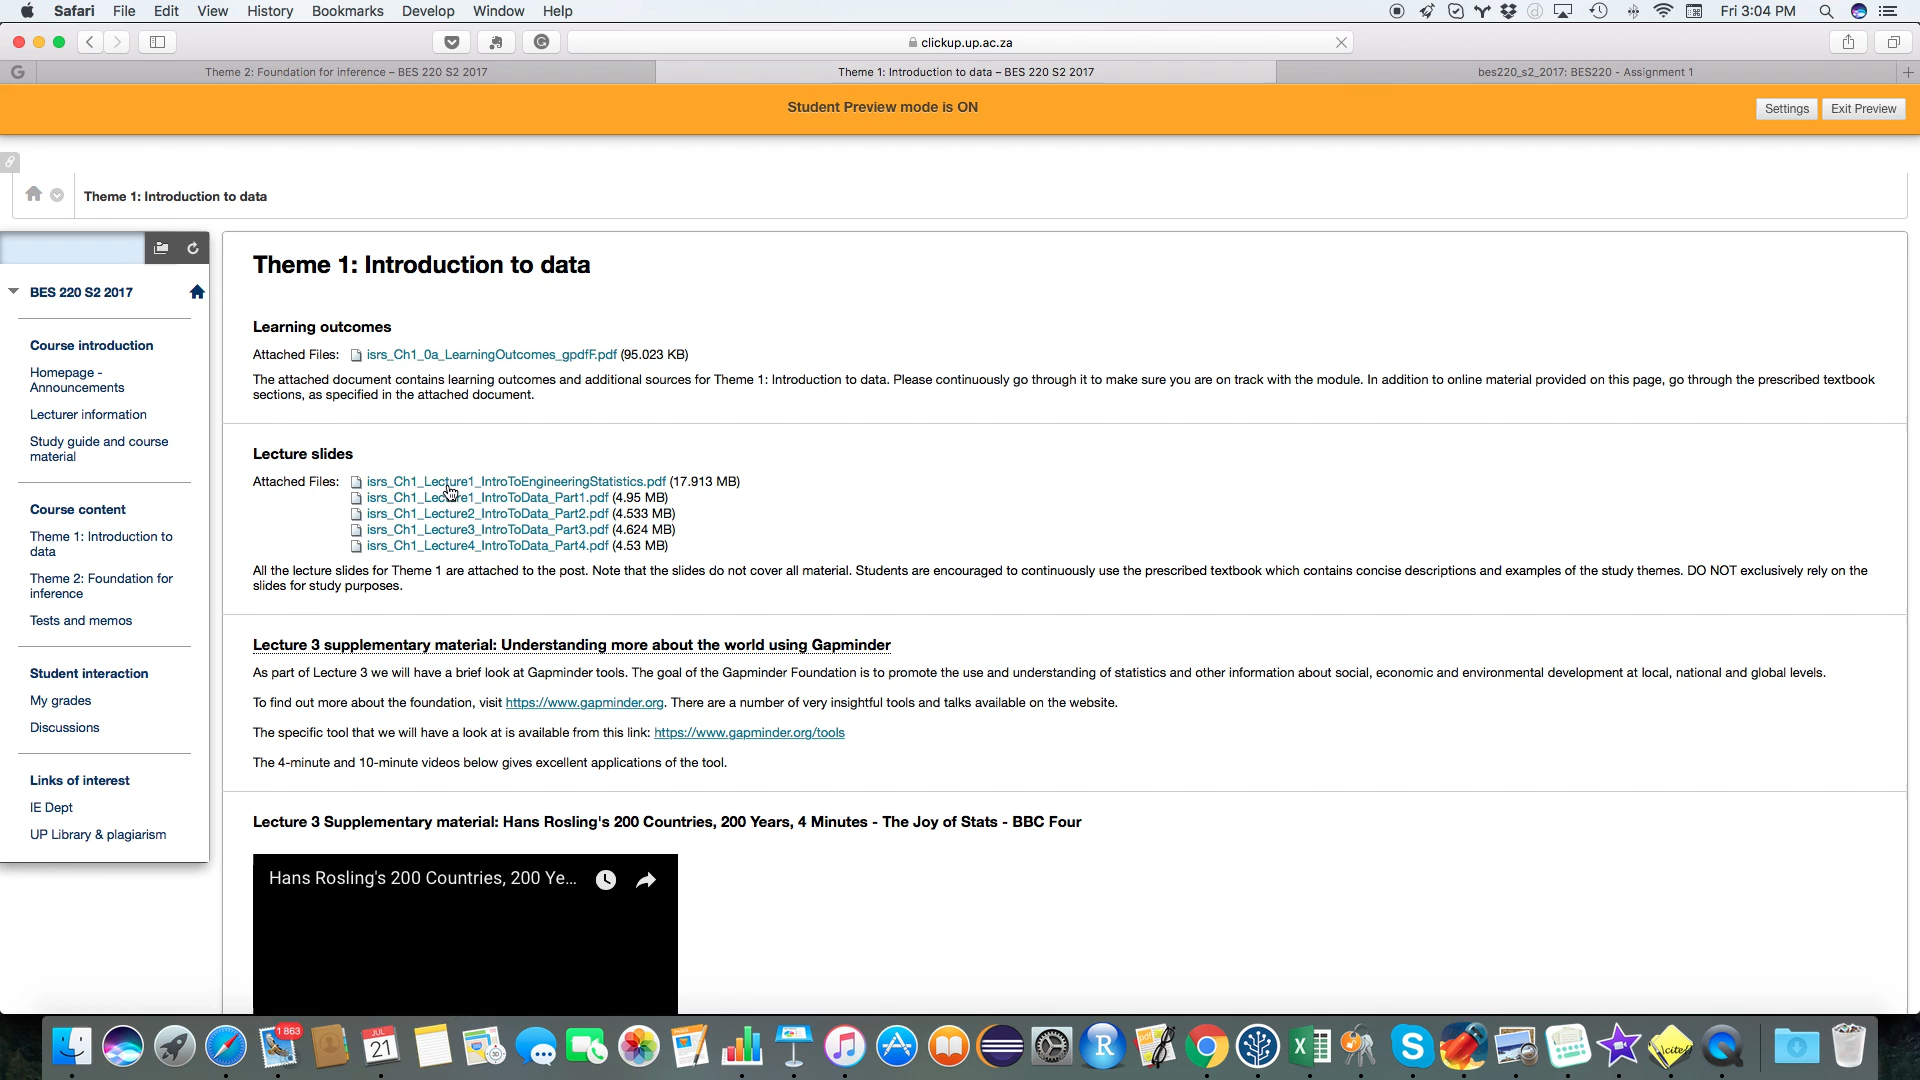 Safari File Edit View History Bookmarks Develop Window Help Fri 3:04 PM
clickup.up.ac.za
Theme 2: Foundation for inference – BES 220 S2 2017
Theme 1: Introduction to data – BES 220 S2 2017
bes220_s2_2017: BES220 - Assignment 1
Student Preview mode is ON
Settings
Exit Preview
Theme 1: Introduction to data
BES 220 S2 2017
Course introduction
Homepage -
Announcements
Lecturer information
Study guide and course
material
Course content
Theme 1: Introduction to
data
Theme 2: Foundation for
inference
Tests and memos
Student interaction
My grades
Discussions
Links of interest
IE Dept
UP Library & plagiarism
Theme 1: Introduction to data
Learning outcomes
Attached Files: isrs_Ch1_0a_LearningOutcomes_gpdfF.pdf (95.023 KB)
The attached document contains learning outcomes and additional sources for Theme 1: Introduction to data. Please continuously go through it to make sure you are on track with the module. In addition to online material provided on this page, go through the prescribed textbook
sections, as specified in the attached document.
Lecture slides
Attached Files: isrs_Ch1_Lecture1_IntroToEngineeringStatistics.pdf (17.913 MB)
isrs_Ch1_Lecture1_IntroToData_Part1.pdf (4.95 MB)
isrs_Ch1_Lecture2_IntroToData_Part2.pdf (4.533 MB)
isrs_Ch1_Lecture3_IntroToData_Part3.pdf (4.624 MB)
isrs_Ch1_Lecture4_IntroToData_Part4.pdf (4.53 MB)
All the lecture slides for Theme 1 are attached to the post. Note that the slides do not cover all material. Students are encouraged to continuously use the prescribed textbook which contains concise descriptions and examples of the study themes. DO NOT exclusively rely on the
slides for study purposes.
Lecture 3 supplementary material: Understanding more about the world using Gapminder
As part of Lecture 3 we will have a brief look at Gapminder tools. The goal of the Gapminder Foundation is to promote the use and understanding of statistics and other information about social, economic and environmental development at local, national and global levels.
To find out more about the foundation, visit https://www.gapminder.org. There are a number of very insightful tools and talks available on the website.
The specific tool that we will have a look at is available from this link: https://www.gapminder.org/tools
The 4-minute and 10-minute videos below gives excellent applications of the tool.
Lecture 3 Supplementary material: Hans Rosling's 200 Countries, 200 Years, 4 Minutes - The Joy of Stats - BBC Four
Hans Rosling's 200 Countries, 200 Ye...
1 863
JUL
21
PAGES
R
cite